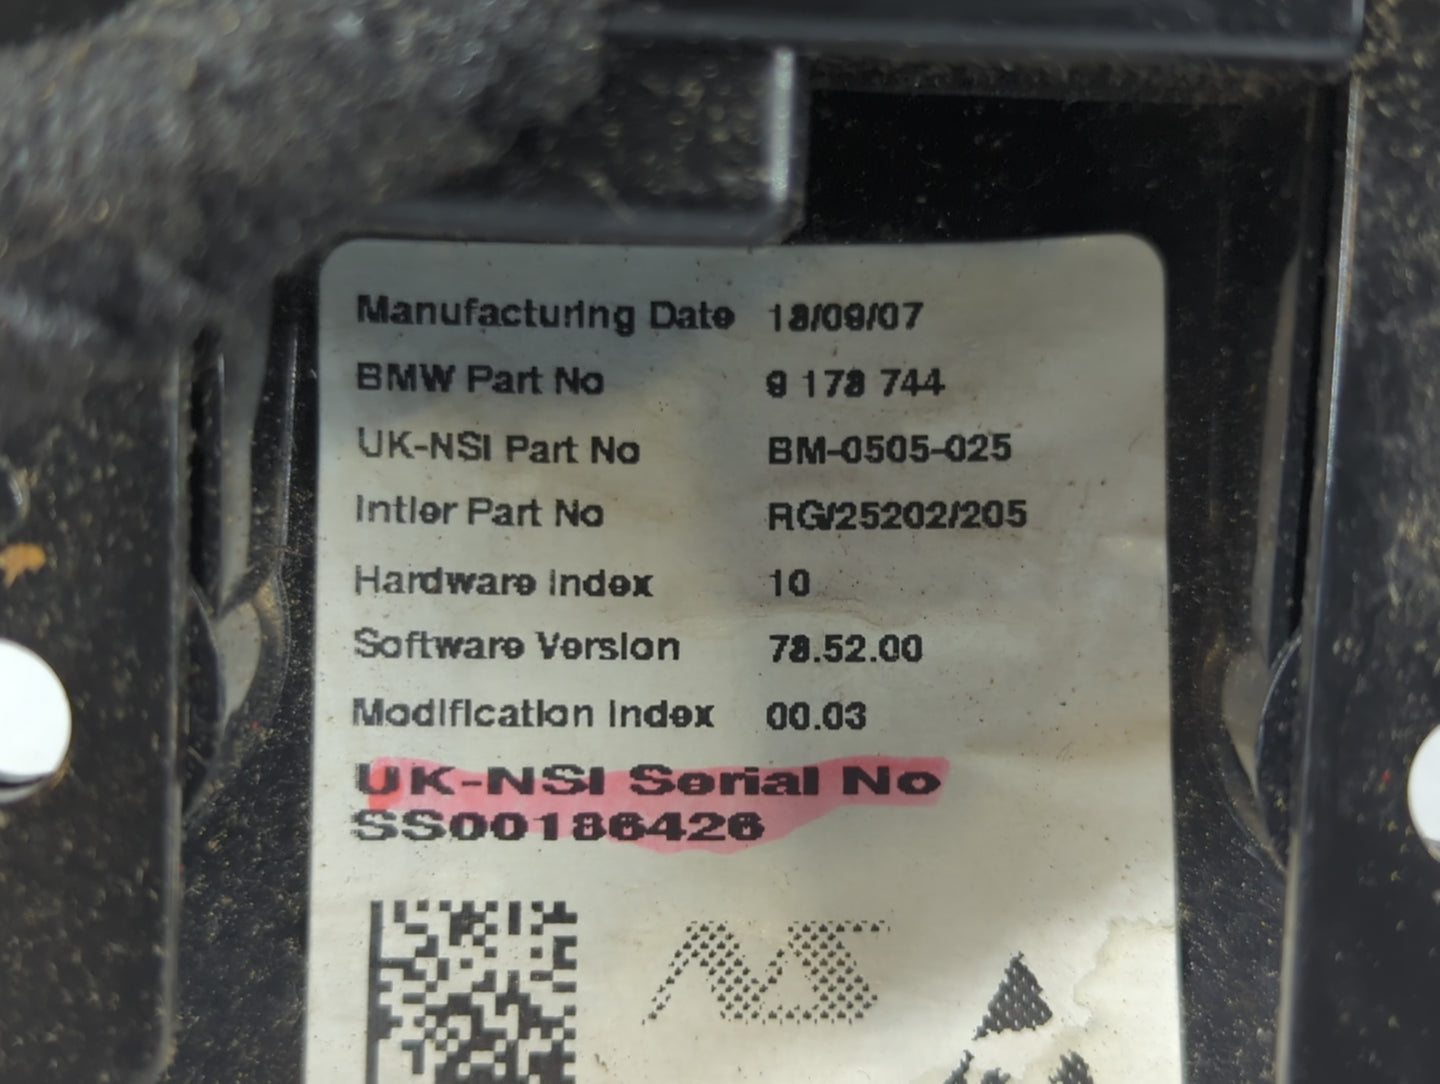 Manufacturing Date 18/09/07
BMW Part No 9 178 744
UK-NSI Part No BM-0505-025
Intier Part No RG/25202/205
Hardware Index 10
Software Version 78.52.00
Modification Index 00.03
UK-NSI Serial No
SS00186426
NS